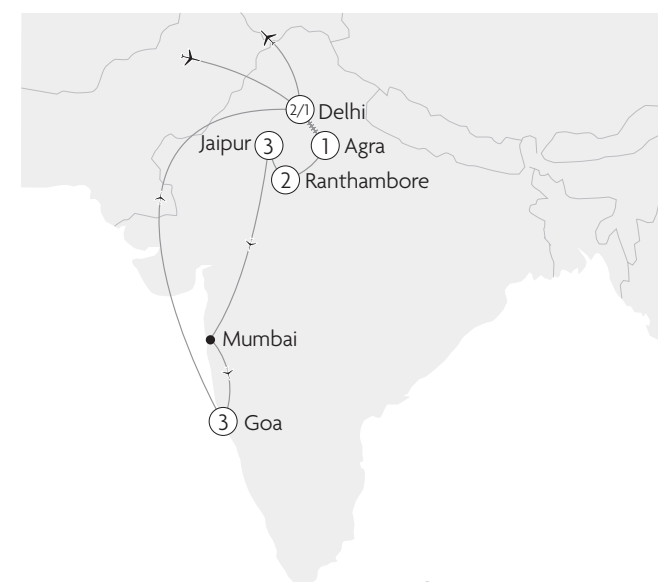 2/1 Delhi
Jaipur 3
1 Agra
2 Ranthambore
Mumbai
3 Goa